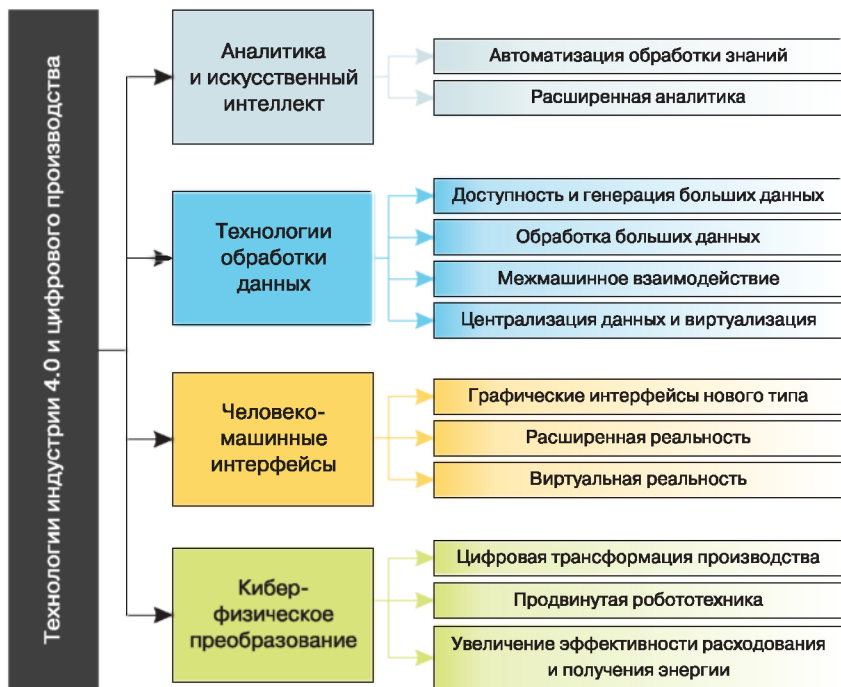 Технологии индустрии 4.0 и цифрового производства
Аналитика
и искусственный
интеллект
Автоматизация обработки знаний
Расширенная аналитика
Технологии
обработки
данных
Доступность и генерация больших данных
Обработка больших данных
Межмашинное взаимодействие
Централизация данных и виртуализация
Человеко-
машинные
интерфейсы
Графические интерфейсы нового типа
Расширенная реальность
Виртуальная реальность
Кибер-
физическое
преобразование
Цифровая трансформация производства
Продвинутая робототехника
Увеличение эффективности расходования
и получения энергии